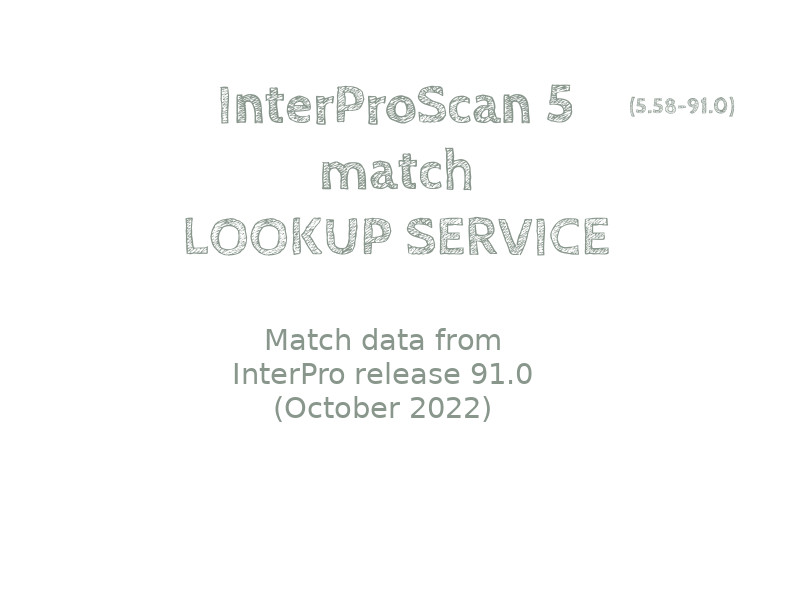 InterProScan 5 (5.58-91.0)
match
LOOKUP SERVICE
Match data from
InterPro release 91.0
(October 2022)